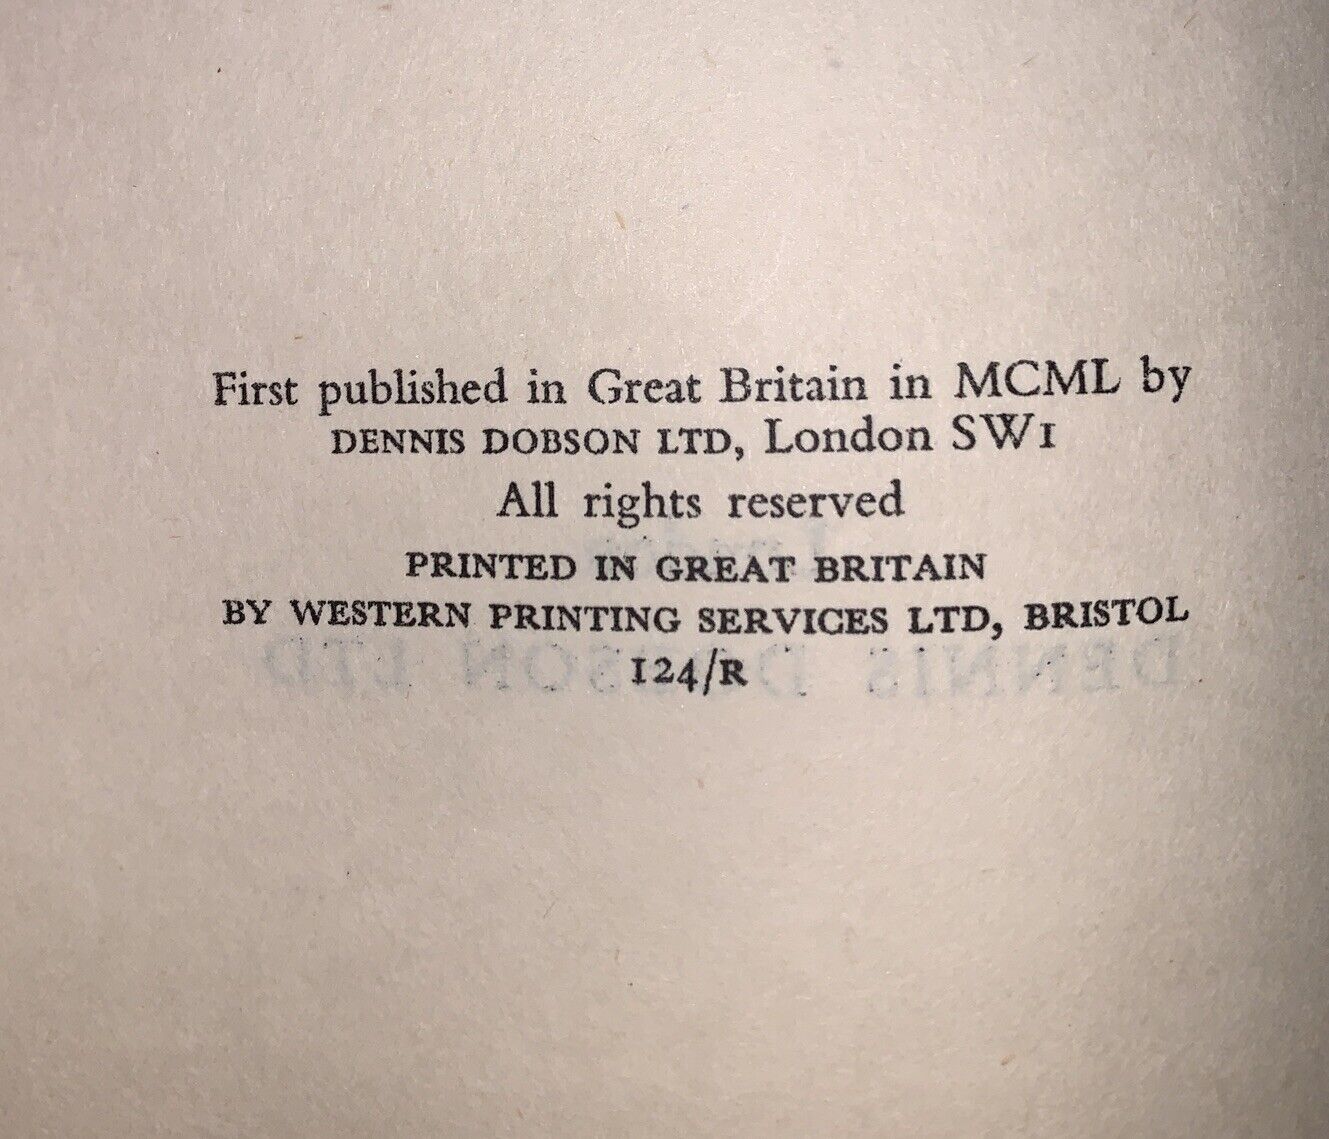 First published in Great Britain in MCML by
DENNIS DOBSON LTD, London SW1
All rights reserved
PRINTED IN GREAT BRITAIN
BY WESTERN PRINTING SERVICES LTD, BRISTOL
124/R